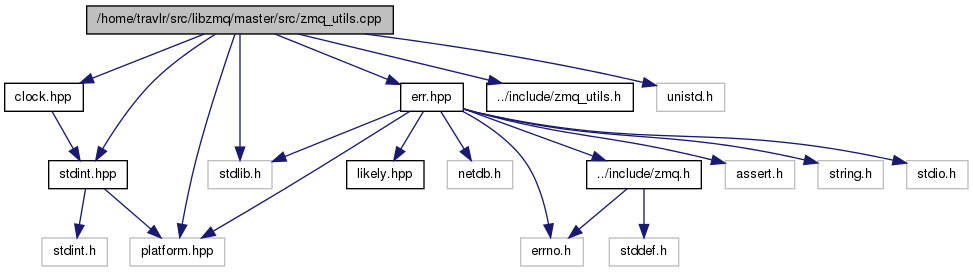 /home/travlr/src/libzmq/master/src/zmq_utils.cpp
clock.hpp
err.hpp
../include/zmq_utils.h
unistd.h
stdint.hpp
stdlib.h
likely.hpp
netdb.h
../include/zmq.h
assert.h
string.h
stdio.h
stdint.h
platform.hpp
errno.h
stddef.h